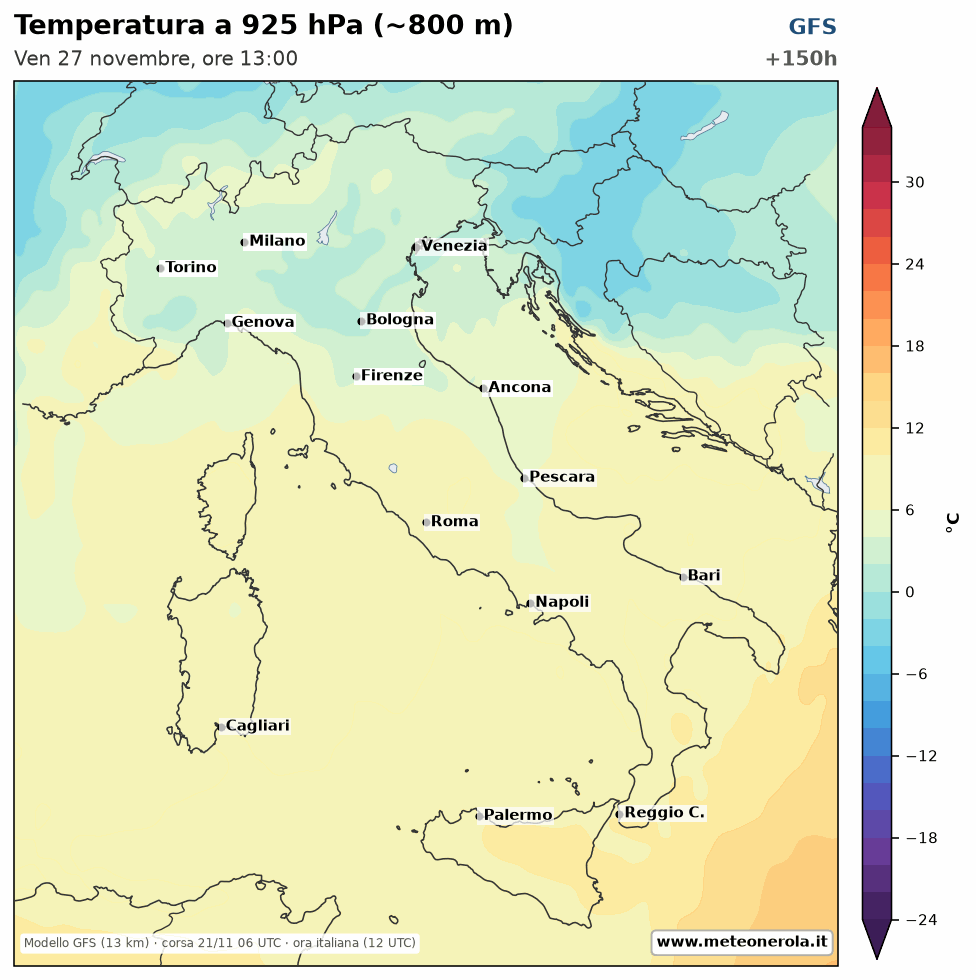 Temperatura a 925 hPa (~800 m)
GFS
Ven 27 novembre, ore 13:00
+150h
Milano
Venezia
Torino
Genova
Bologna
Firenze
Ancona
Pescara
Roma
Bari
Napoli
Cagliari
Palermo
Reggio C.
30
24
18
12
6
0
−6
−12
−18
−24
°C
Modello GFS (13 km) · corsa 21/11 06 UTC · ora italiana (12 UTC)
www.meteonerola.it